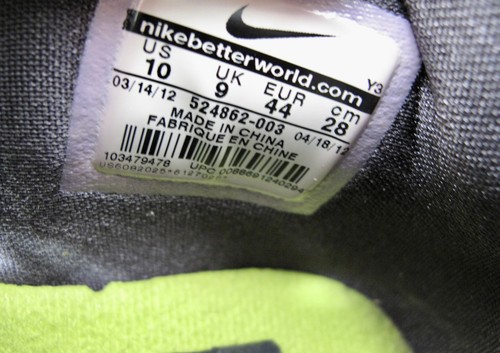 nikebetterworld.com
US UK EUR cm Y3
10 9 44 28
03/14/12 524862-003 04/18/12
MADE IN CHINA
FABRIQUE EN CHINE
103479478 UPC